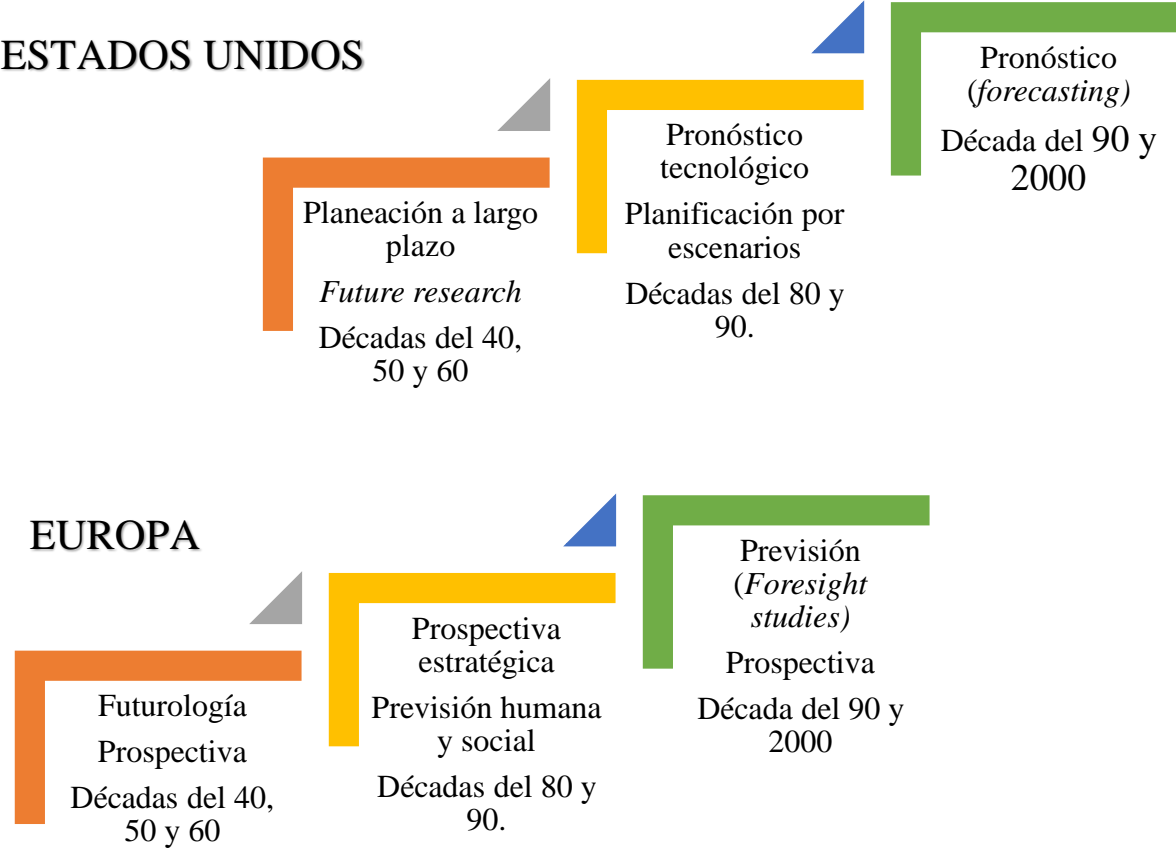 ESTADOS UNIDOS
Planeación a largo
plazo
Future research
Décadas del 40,
50 y 60
Pronóstico
tecnológico
Planificación por
escenarios
Décadas del 80 y
90.
Pronóstico
(forecasting)
Década del 90 y
2000
EUROPA
Futurología
Prospectiva
Décadas del 40,
50 y 60
Prospectiva
estratégica
Previsión humana
y social
Décadas del 80 y
90.
Previsión
(Foresight
studies)
Prospectiva
Década del 90 y
2000